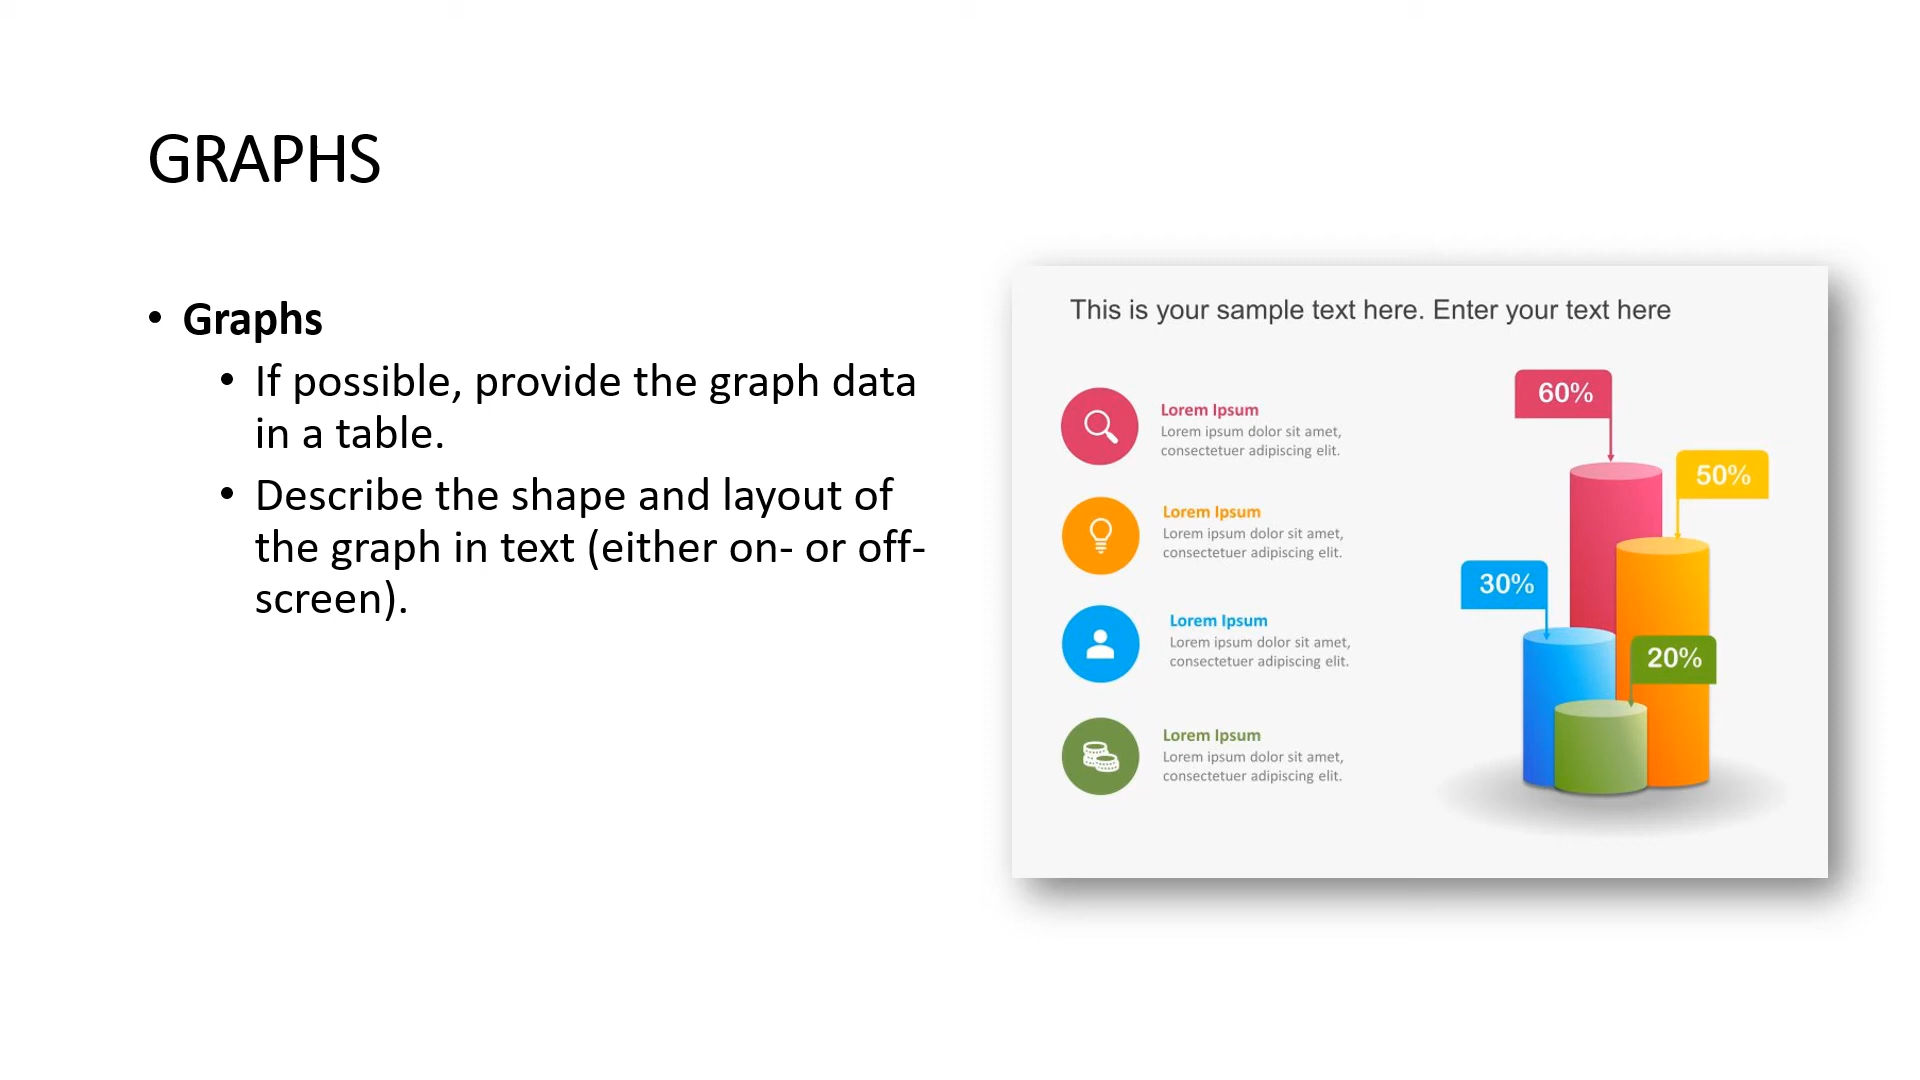 GRAPHS
• Graphs
• If possible, provide the graph data
in a table.
• Describe the shape and layout of
the graph in text (either on- or off-
screen).
This is your sample text here. Enter your text here
Lorem Ipsum
Lorem ipsum dolor sit amet,
consectetuer adipiscing elit.
Lorem Ipsum
Lorem ipsum dolor sit amet,
consectetuer adipiscing elit.
Lorem Ipsum
Lorem ipsum dolor sit amet,
consectetuer adipiscing elit.
Lorem Ipsum
Lorem ipsum dolor sit amet,
consectetuer adipiscing elit.
60%
50%
30%
20%